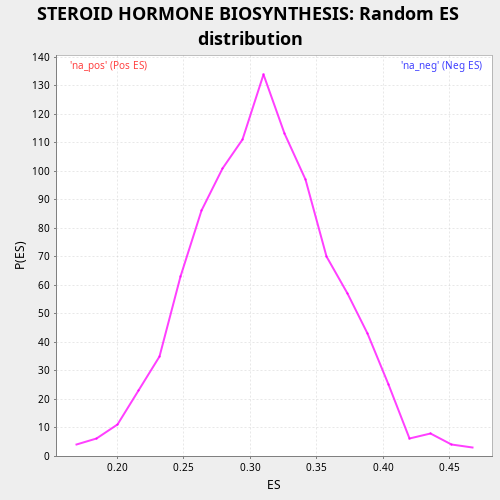 STEROID HORMONE BIOSYNTHESIS: Random ES
distribution
'na_pos' (Pos ES)
'na_neg' (Neg ES)
140
130
120
110
100
90
80
70
60
50
40
30
20
10
0
P(ES)
0.20 0.25 0.30 0.35 0.40 0.45
ES